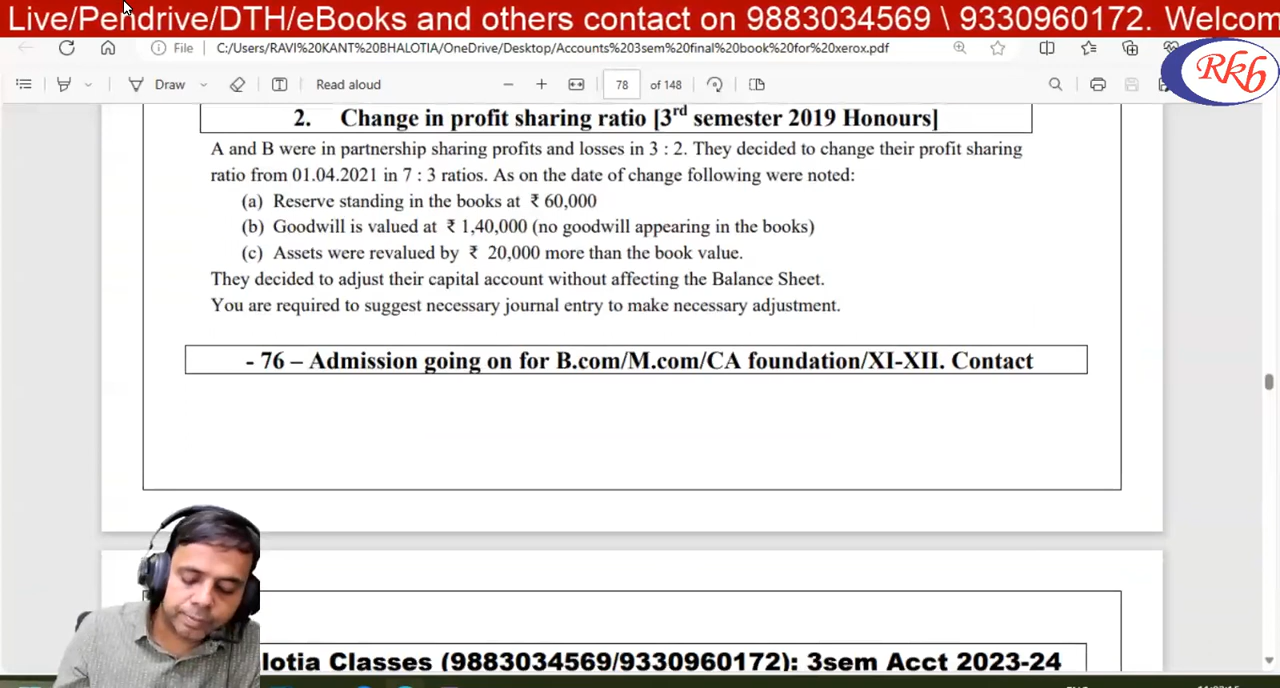 Live/Pendrive/DTH/eBooks and others contact on 9883034569 \ 9330960172. Welcom
File C:/Users/RAVI%20KANT%20BHALOTIA/OneDrive/Desktop/Accounts%203sem%20final%20book%20for%20xerox.pdf
Rkb
Draw Read aloud 78 of 148
2. Change in profit sharing ratio [3rd semester 2019 Honours]
A and B were in partnership sharing profits and losses in 3 : 2. They decided to change their profit sharing
ratio from 01.04.2021 in 7 : 3 ratios. As on the date of change following were noted:
(a) Reserve standing in the books at ₹ 60,000
(b) Goodwill is valued at ₹ 1,40,000 (no goodwill appearing in the books)
(c) Assets were revalued by ₹ 20,000 more than the book value.
They decided to adjust their capital account without affecting the Balance Sheet.
You are required to suggest necessary journal entry to make necessary adjustment.
- 76 – Admission going on for B.com/M.com/CA foundation/XI-XII. Contact
lotia Classes (9883034569/9330960172): 3sem Acct 2023-24